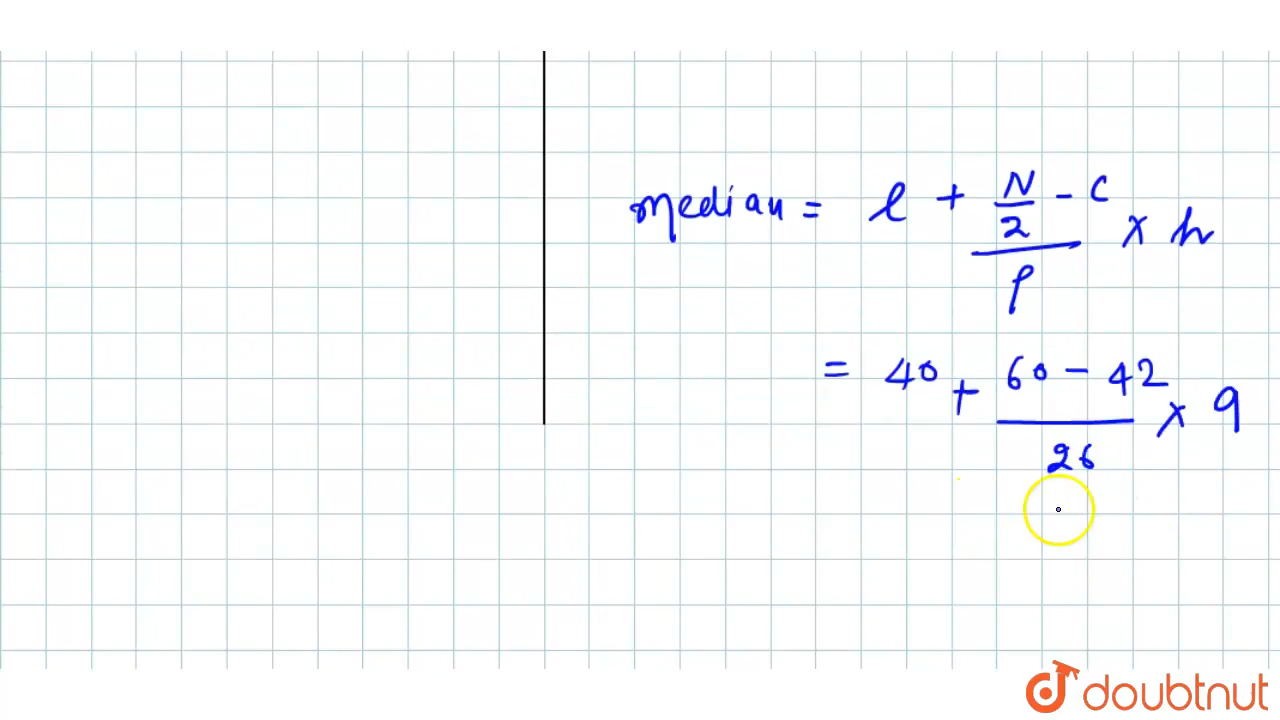 median = l + N/2 - C / f × h
= 40 + 60 - 42 / 26 × 9
doubtnut